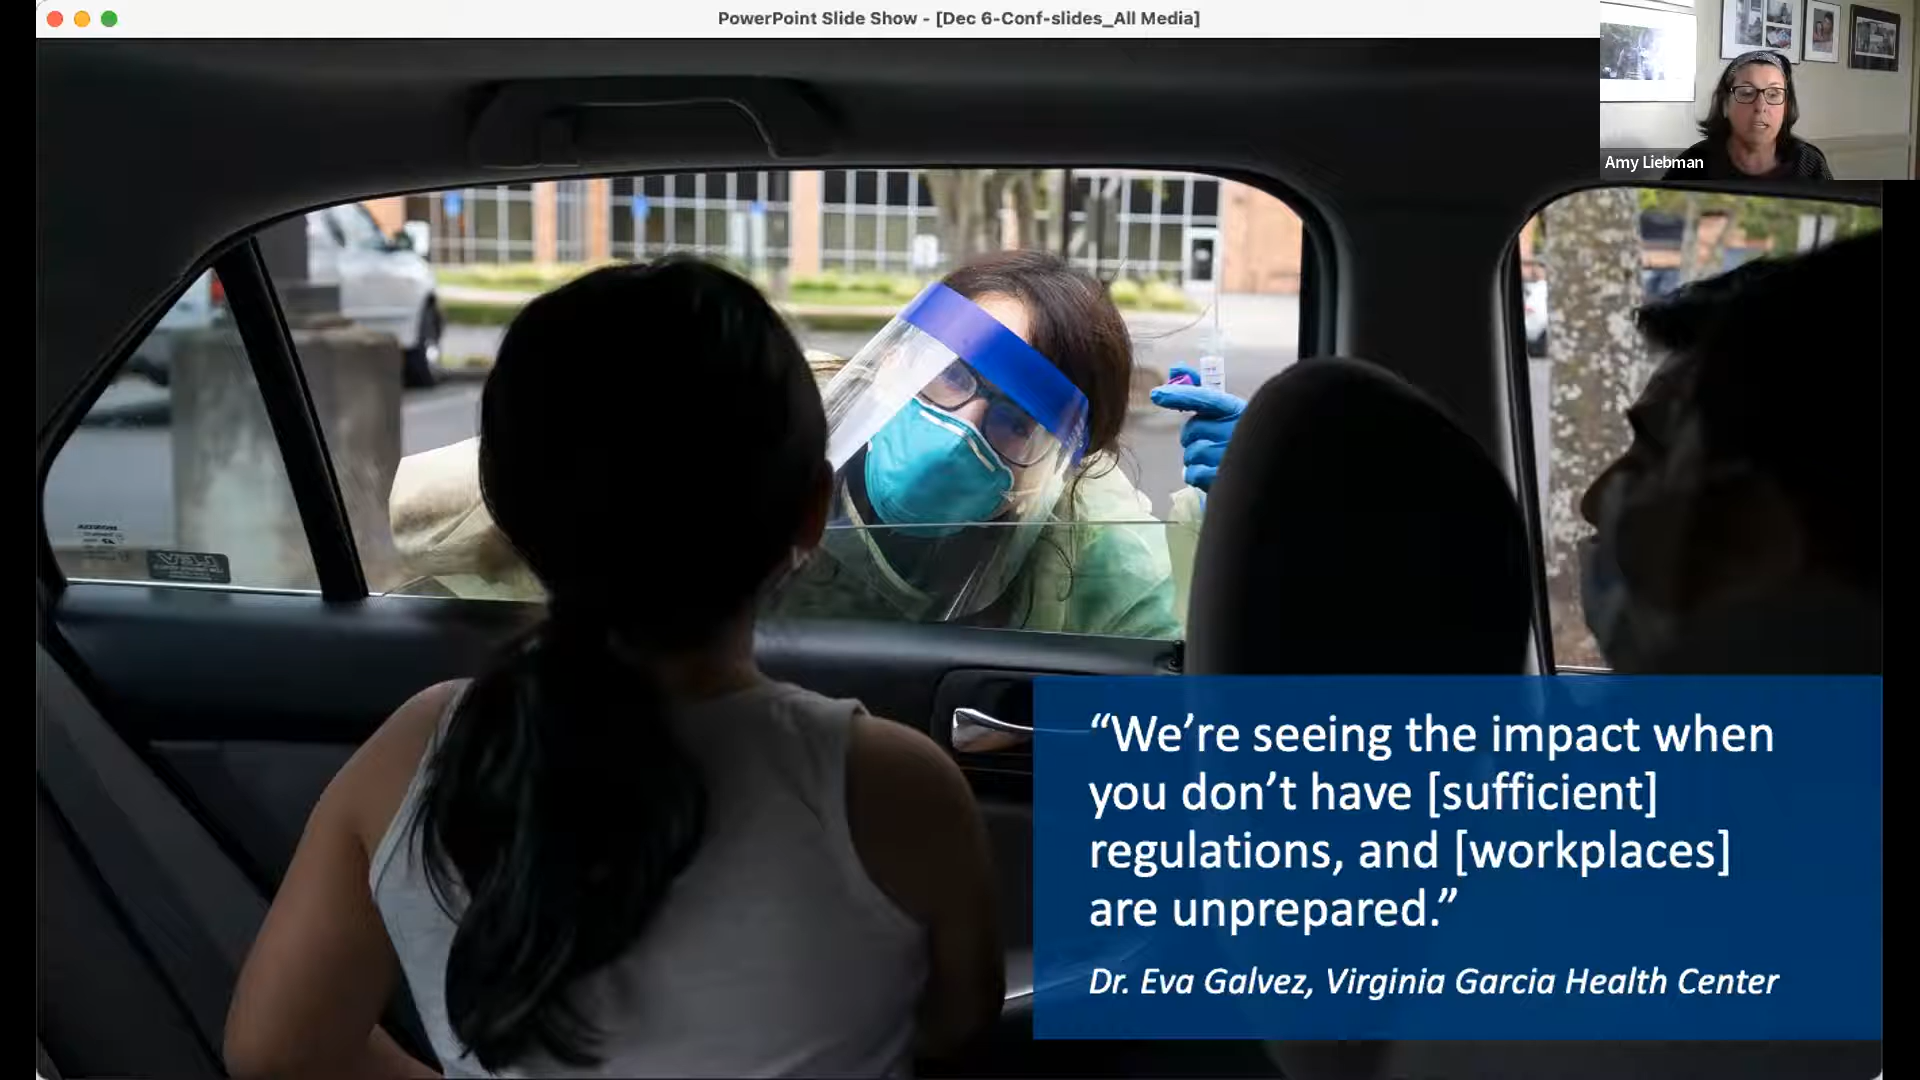 PowerPoint Slide Show - [Dec 6-Conf-slides_All Media]
Amy Liebman
“We’re seeing the impact when
you don’t have [sufficient]
regulations, and [workplaces]
are unprepared.”
Dr. Eva Galvez, Virginia Garcia Health Center